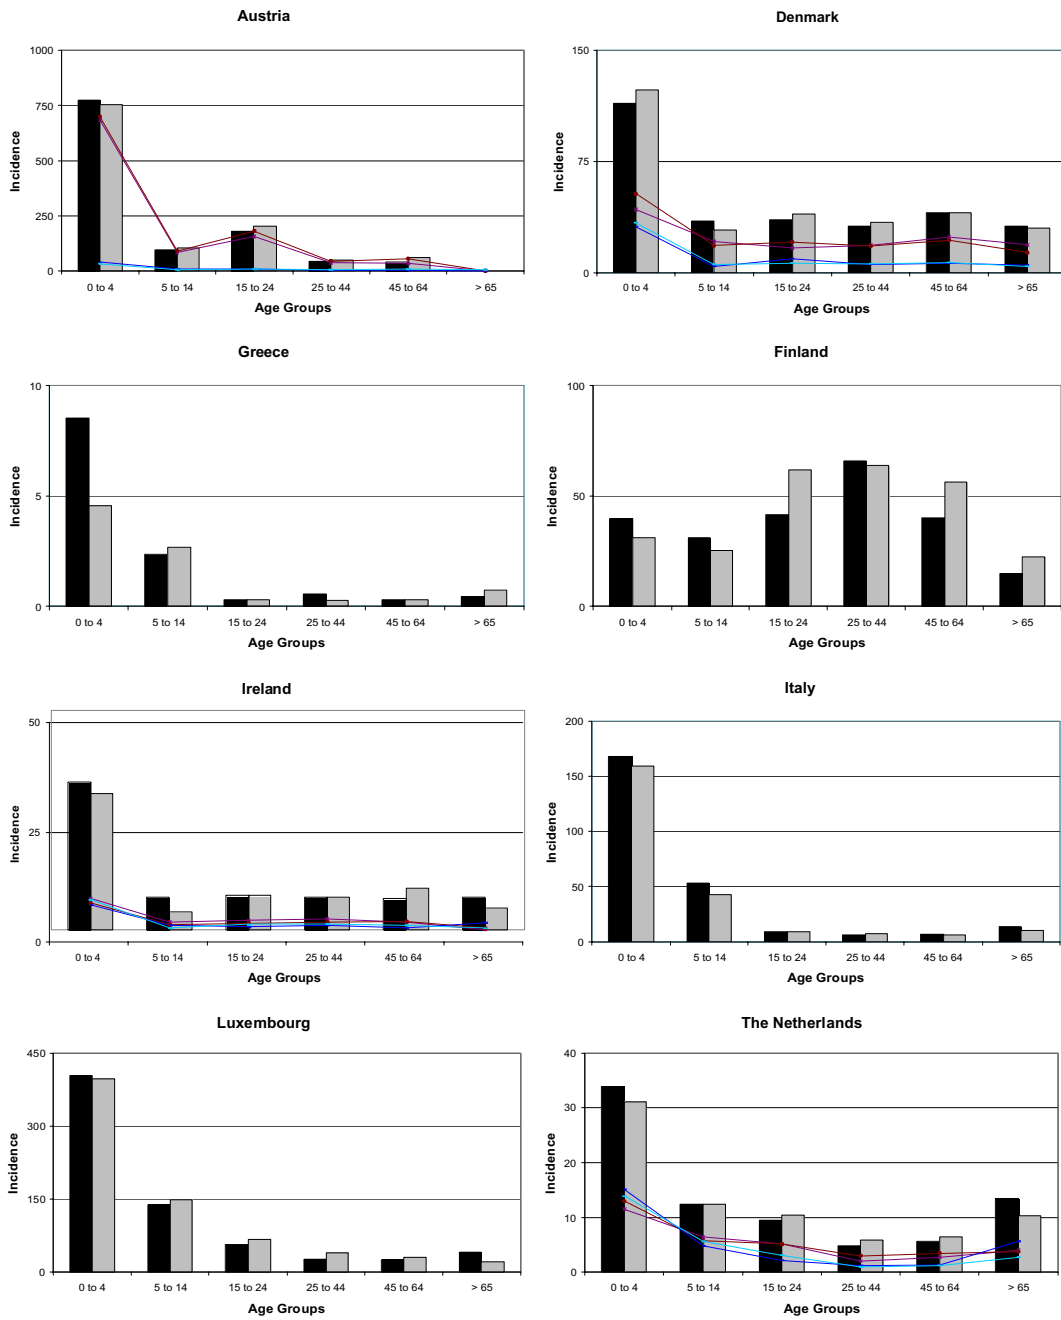 Austria
Denmark
1000
750
500
250
0
Incidence
0 to 4
5 to 14
15 to 24
25 to 44
45 to 64
> 65
Age Groups
150
75
0
Incidence
0 to 4
5 to 14
15 to 24
25 to 44
45 to 64
> 65
Age Groups
Greece
Finland
10
5
0
Incidence
0 to 4
5 to 14
15 to 24
25 to 44
45 to 64
> 65
Age Groups
100
50
0
Incidence
0 to 4
5 to 14
15 to 24
25 to 44
45 to 64
> 65
Age Groups
Ireland
Italy
50
25
0
Incidence
0 to 4
5 to 14
15 to 24
25 to 44
45 to 64
> 65
Age Groups
200
150
100
50
0
Incidence
0 to 4
5 to 14
15 to 24
25 to 44
45 to 64
> 65
Age Groups
Luxembourg
The Netherlands
450
300
150
0
Incidence
0 to 4
5 to 14
15 to 24
25 to 44
45 to 64
> 65
Age Groups
40
30
20
10
0
Incidence
0 to 4
5 to 14
15 to 24
25 to 44
45 to 64
> 65
Age Groups